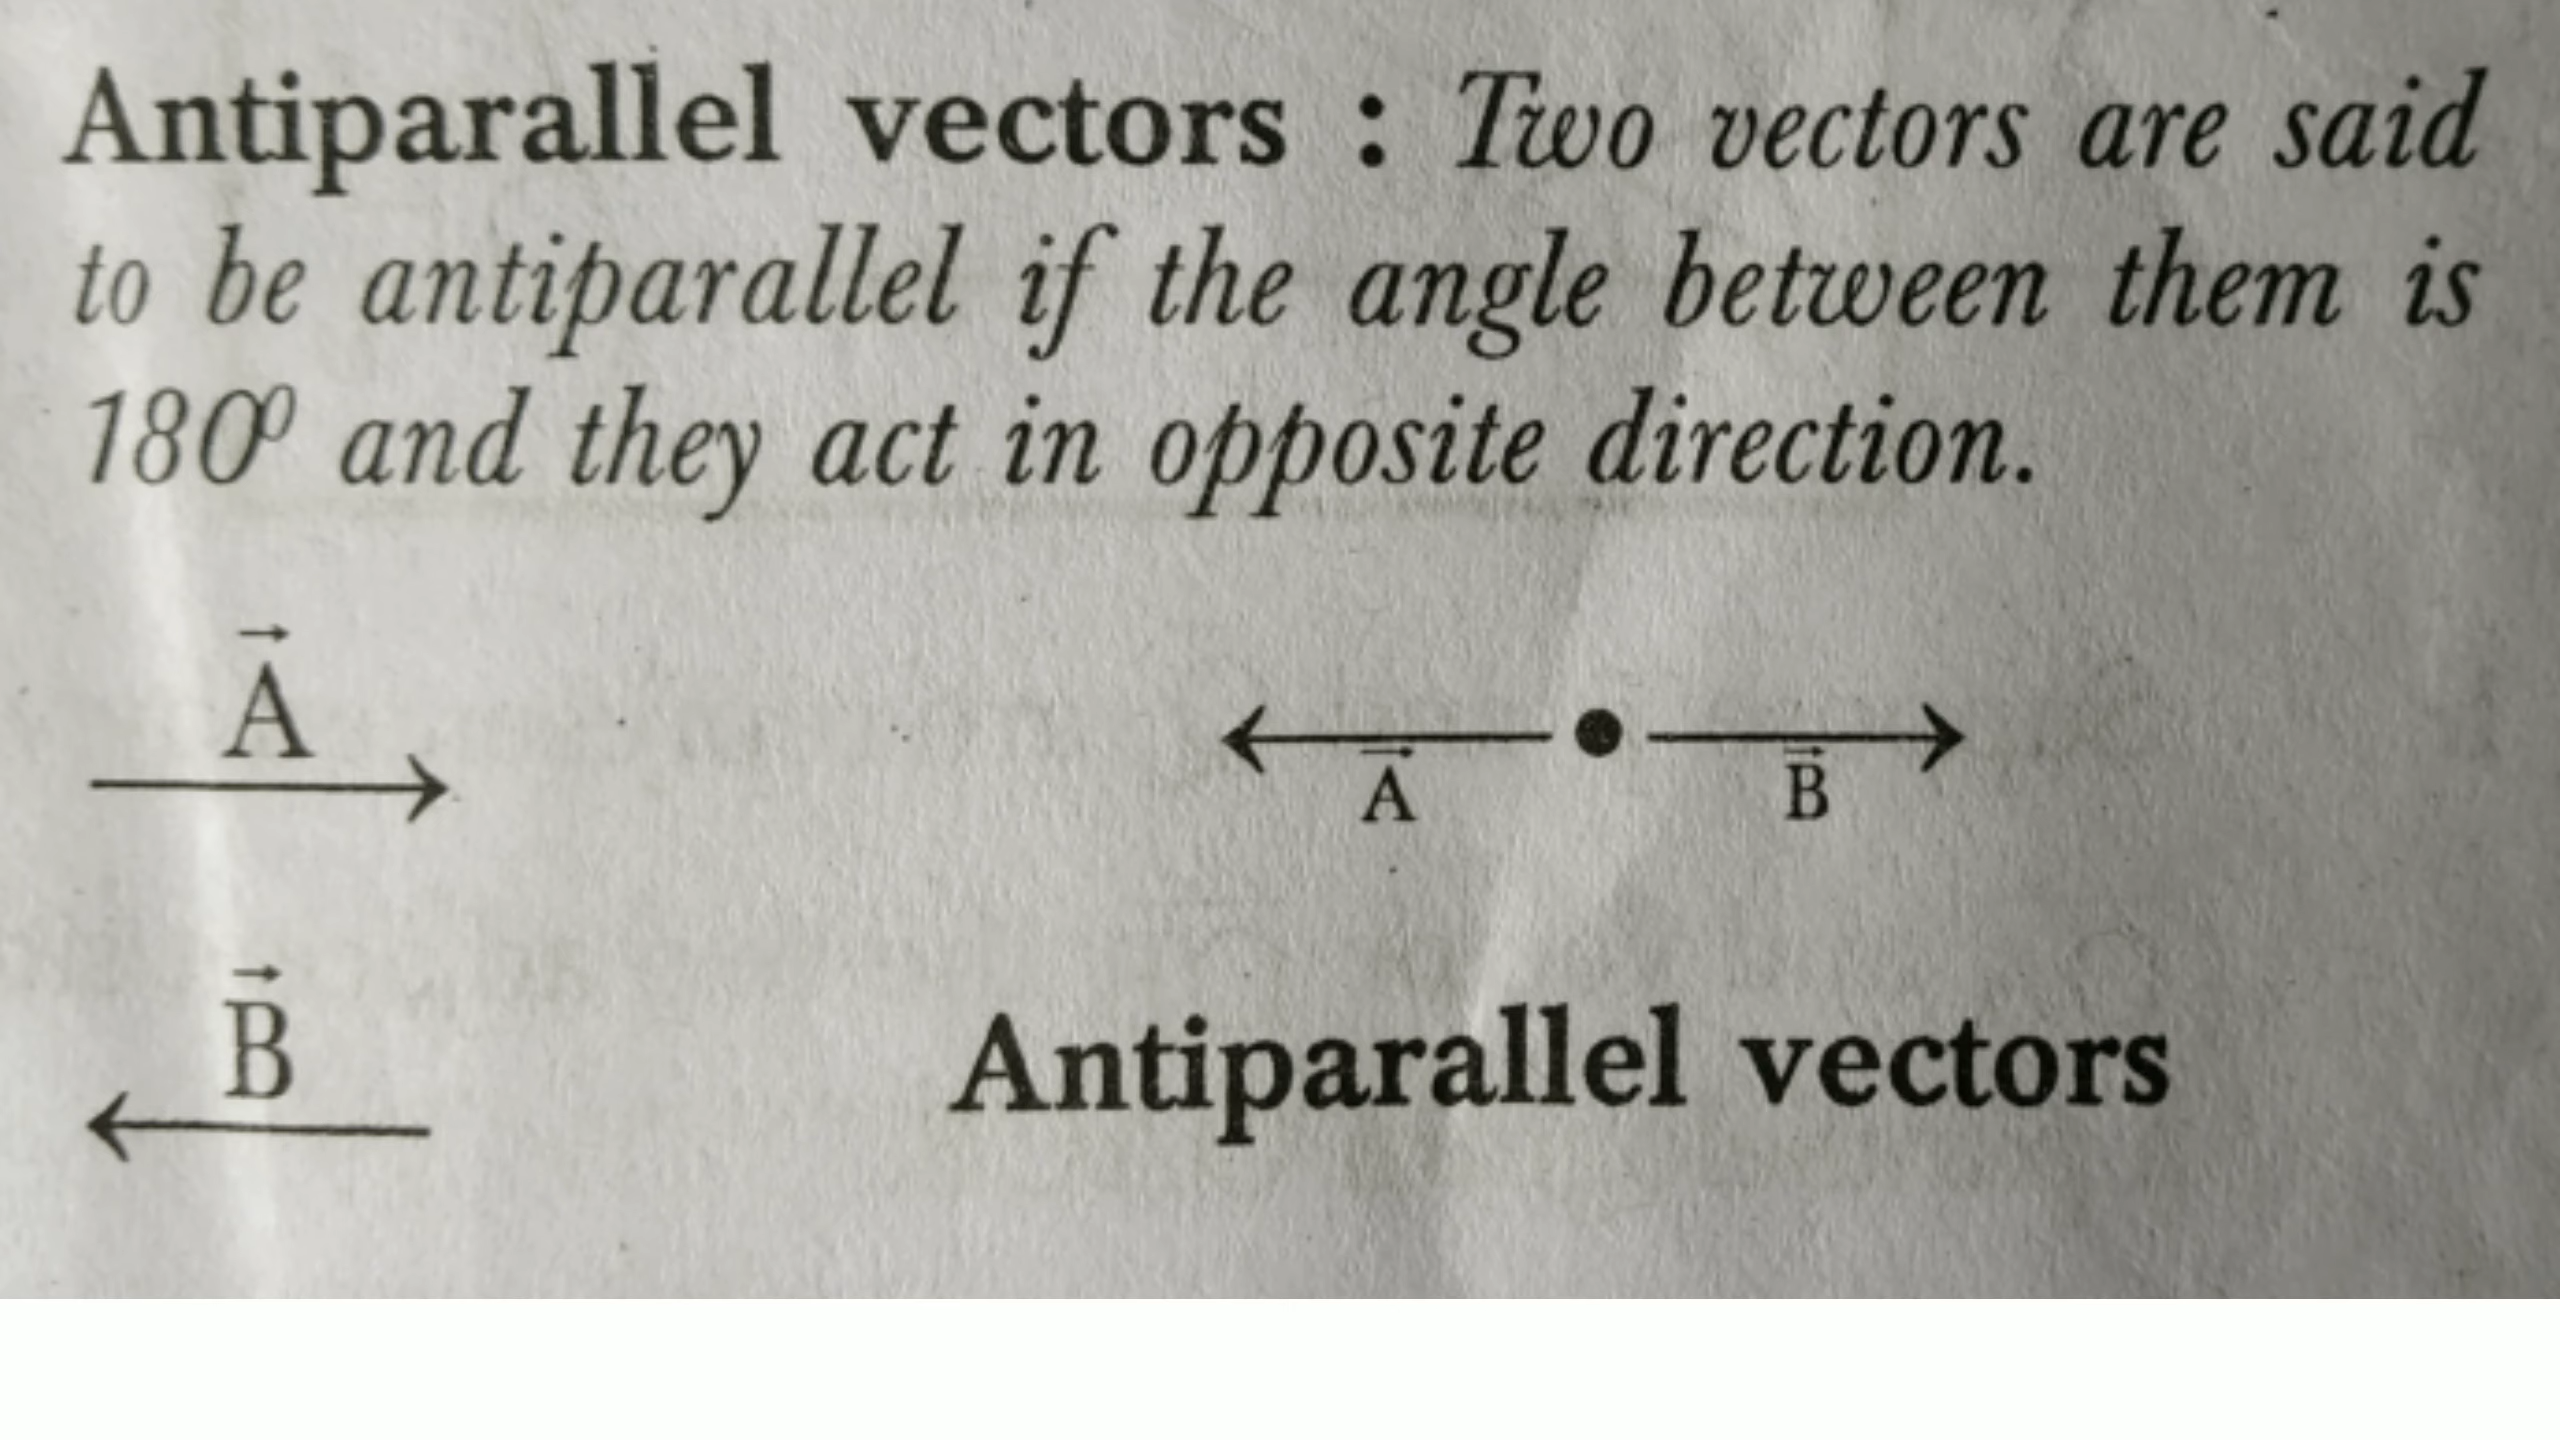 Antiparallel vectors : Two vectors are said
to be antiparallel if the angle between them is
180⁰ and they act in opposite direction.
A⃗
A⃗ B⃗
B⃗
Antiparallel vectors